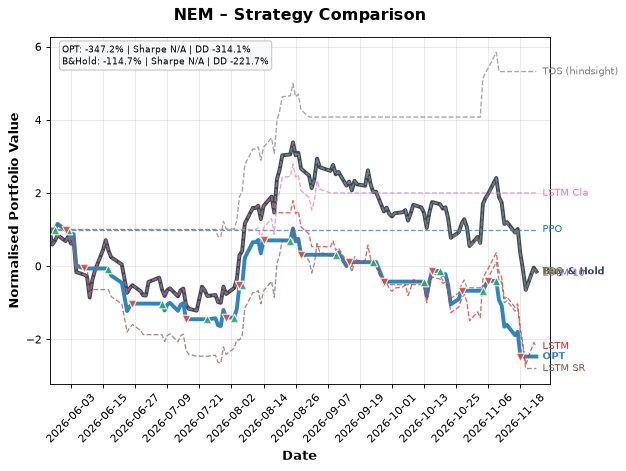 NEM – Strategy Comparison
OPT: -347.2% | Sharpe N/A | DD -314.1%
B&Hold: -114.7% | Sharpe N/A | DD -221.7%
Normalised Portfolio Value
6
4
2
0
−2
TOS (hindsight)
LSTM Cla
PPO
& Hold
LSTM
OPT
LSTM SR
2026-06-03
2026-06-15
2026-06-27
2026-07-09
2026-07-21
2026-08-02
2026-08-14
2026-08-26
2026-09-07
2026-09-19
2026-10-01
2026-10-13
2026-10-25
2026-11-06
2026-11-18
Date